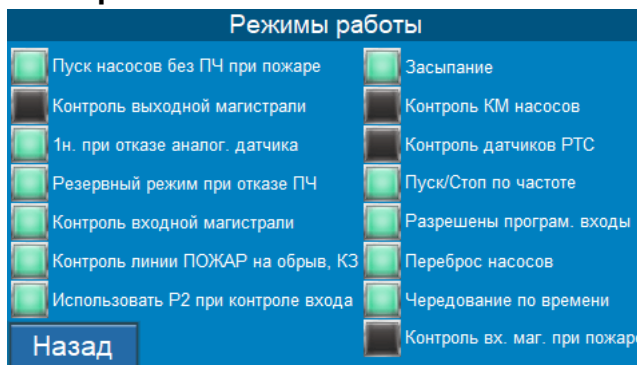 Режимы работы
Пуск насосов без ПЧ при пожаре
Засыпание
Контроль выходной магистрали
Контроль КМ насосов
1н. при отказе аналог. датчика
Контроль датчиков РТС
Резервный режим при отказе ПЧ
Пуск/Стоп по частоте
Контроль входной магистрали
Разрешены програм. входы
Контроль линии ПОЖАР на обрыв, КЗ
Переброс насосов
Использовать Р2 при контроле входа
Чередование по времени
Контроль вх. маг. при пожаре
Назад